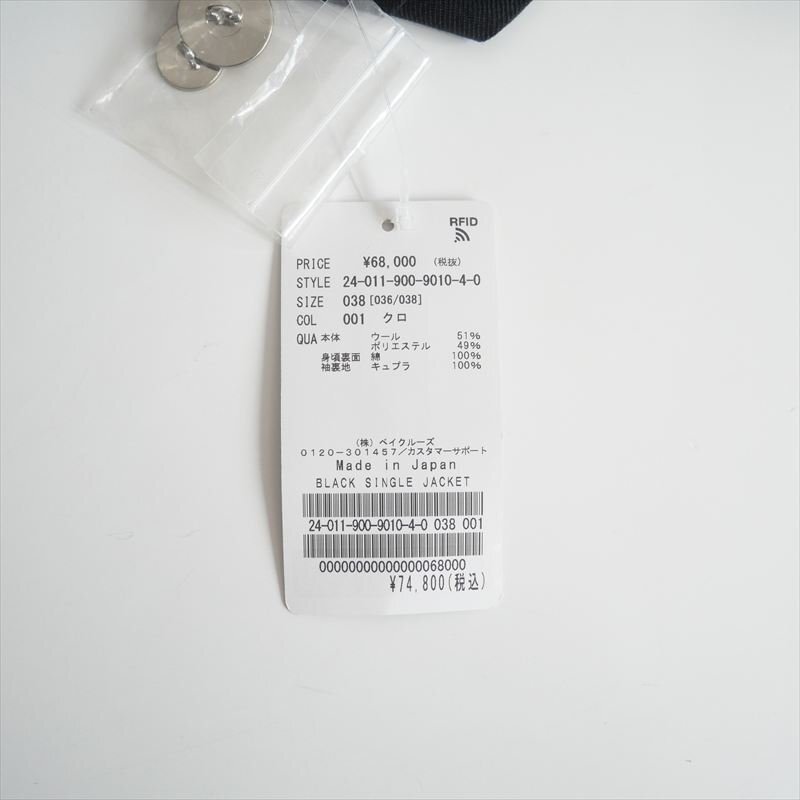 RFID
PRICE ¥68,000 (税抜)
STYLE 24-011-900-9010-4-0
SIZE 038 [036/038]
COL 001 クロ
QUA 本体 ウール 51%
ポリエステル 49%
身頃裏面 綿 100%
袖裏地 キュプラ 100%
(株) ベイクルーズ
0120-301457/カスタマーサポート
Made in Japan
BLACK SINGLE JACKET
24-011-900-9010-4-0 038 001
00000000000000068000
¥74,800(税込)